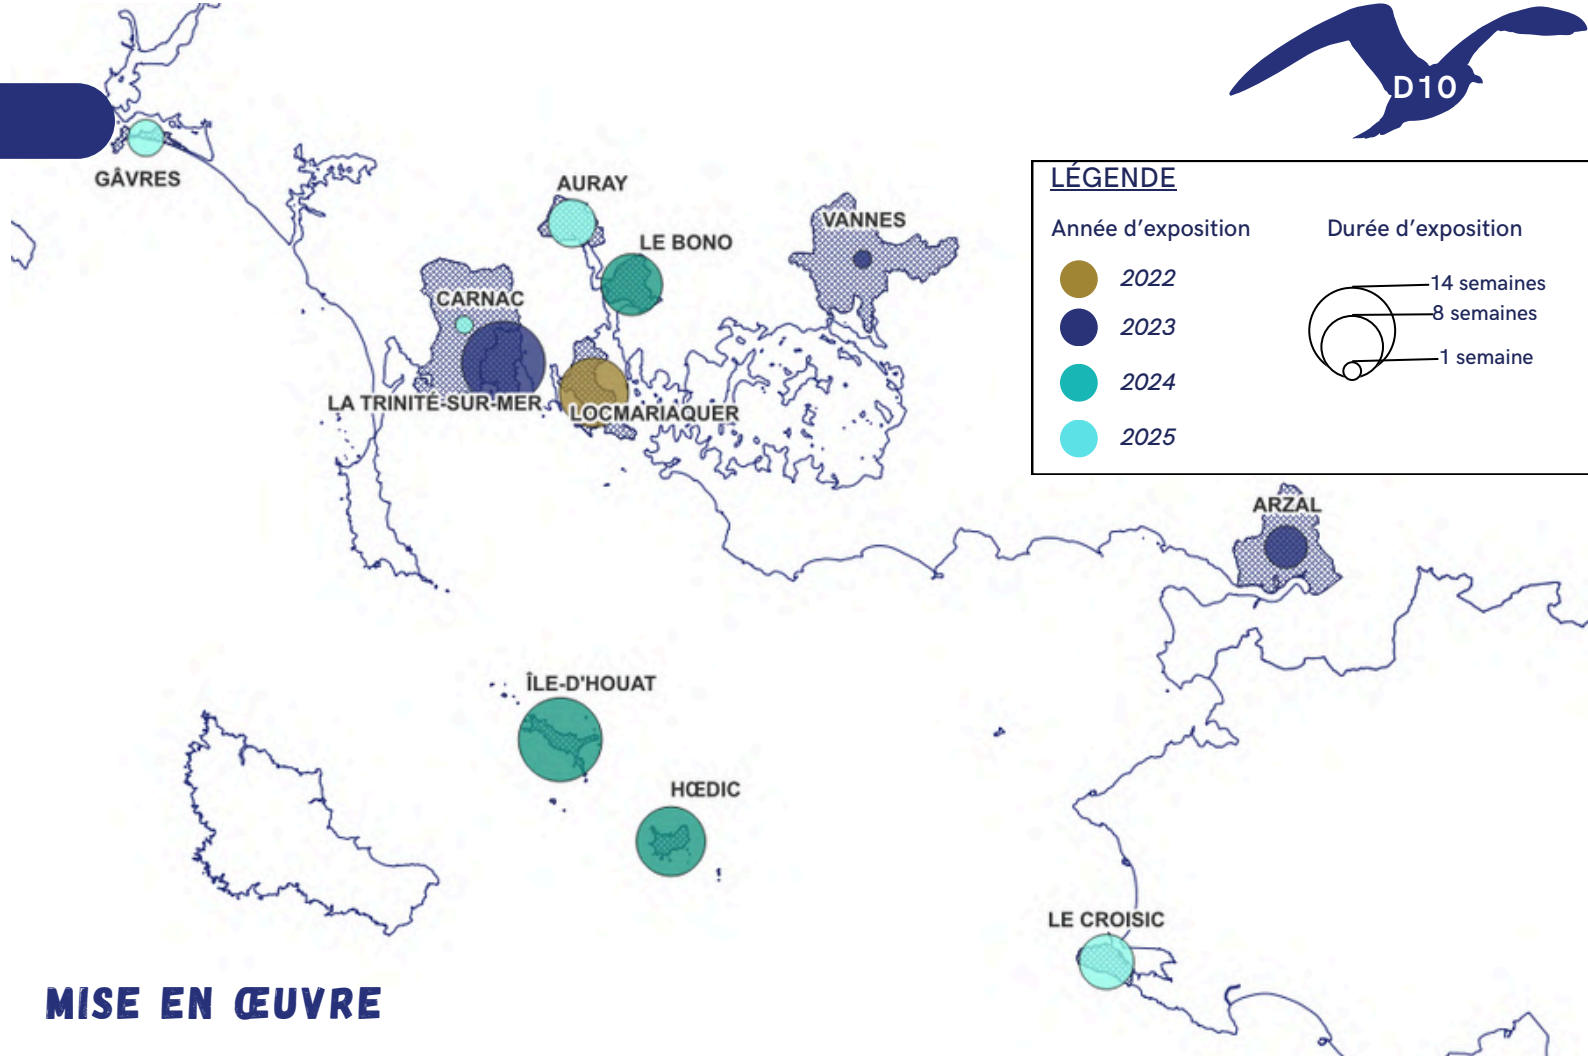 D10
GÂVRES
AURAY
LE BONO
VANNES
CARNAC
LA TRINITÉ-SUR-MER
LOCMARIAQUER
LÉGENDE
Année d'exposition
2022
2023
2024
2025
Durée d'exposition
14 semaines
8 semaines
1 semaine
ARZAL
ÎLE-D'HOUAT
HŒDIC
LE CROISIC
MISE EN ŒUVRE